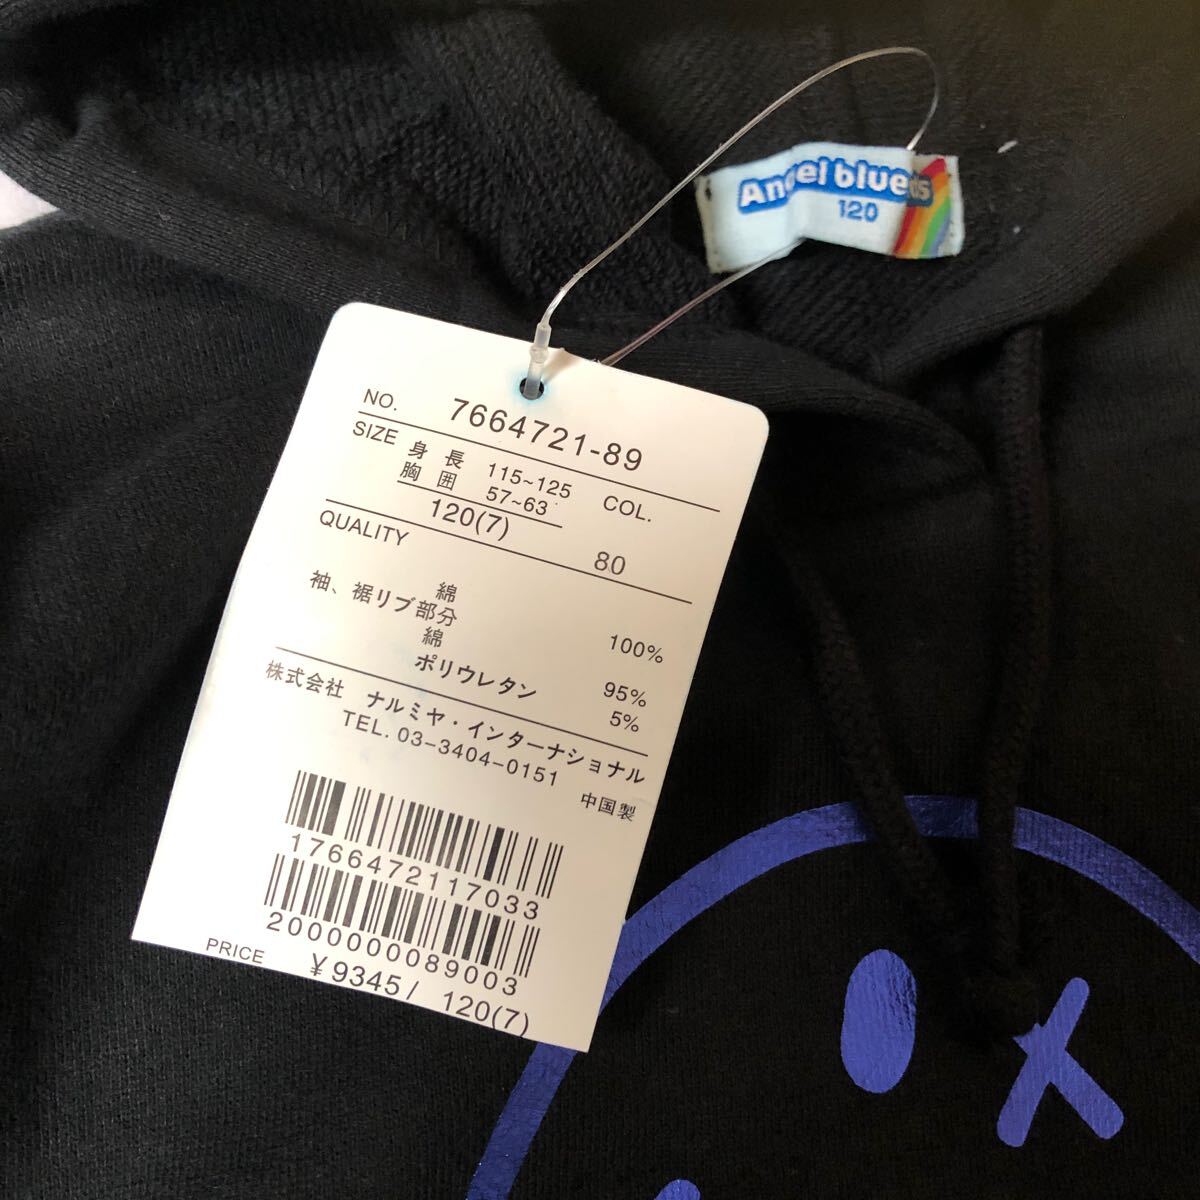 Angel blue
120
NO. 7664721-89
SIZE 身長 115~125 COL.
胸囲 57~63
120(7) 80
QUALITY
綿 100%
袖、裾リブ部分
綿 95%
ポリウレタン 5%
株式会社 ナルミヤ・インターナショナル
TEL. 03-3404-0151
中国製
1766472117033
2000000089003
PRICE ¥9345/ 120(7)